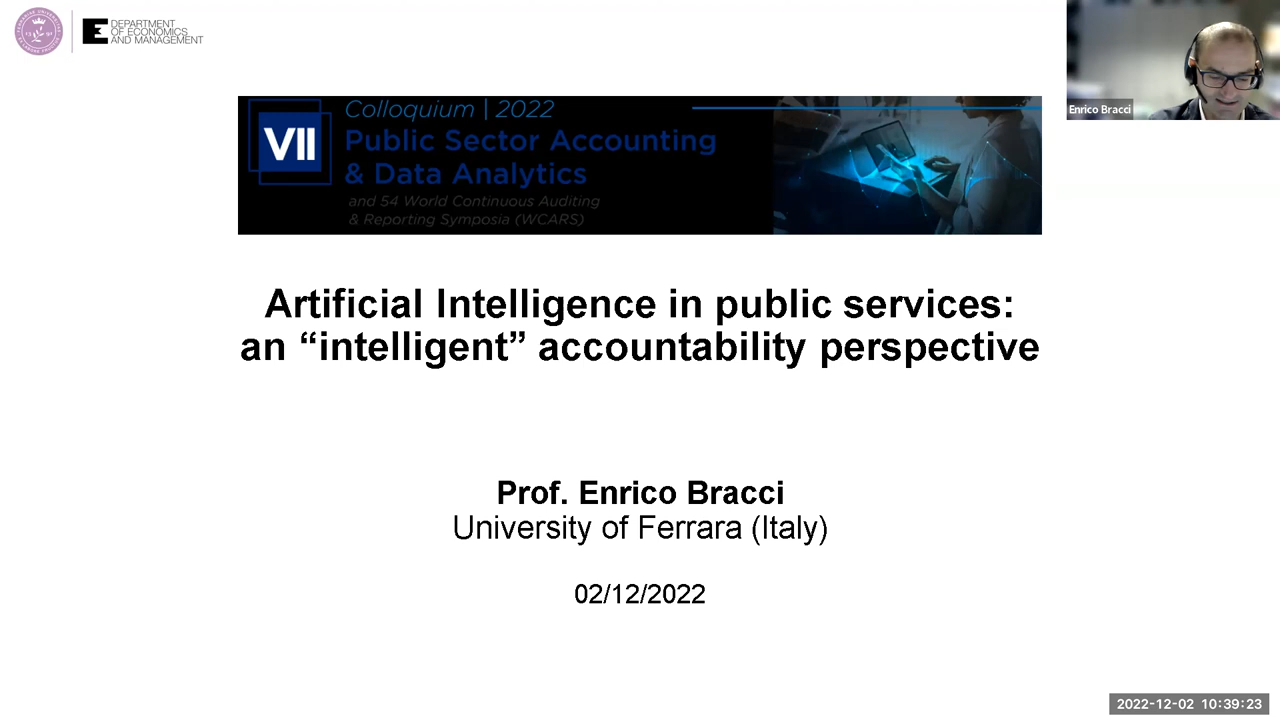 DEPARTMENT
OF ECONOMICS
AND MANAGEMENT
Enrico Bracci
Colloquium | 2022
VII
Public Sector Accounting
& Data Analytics
and 54 World Continuous Auditing
& Reporting Symposia (WCARS)
Artificial Intelligence in public services:
an “intelligent” accountability perspective
Prof. Enrico Bracci
University of Ferrara (Italy)
02/12/2022
2022-12-02 10:39:23